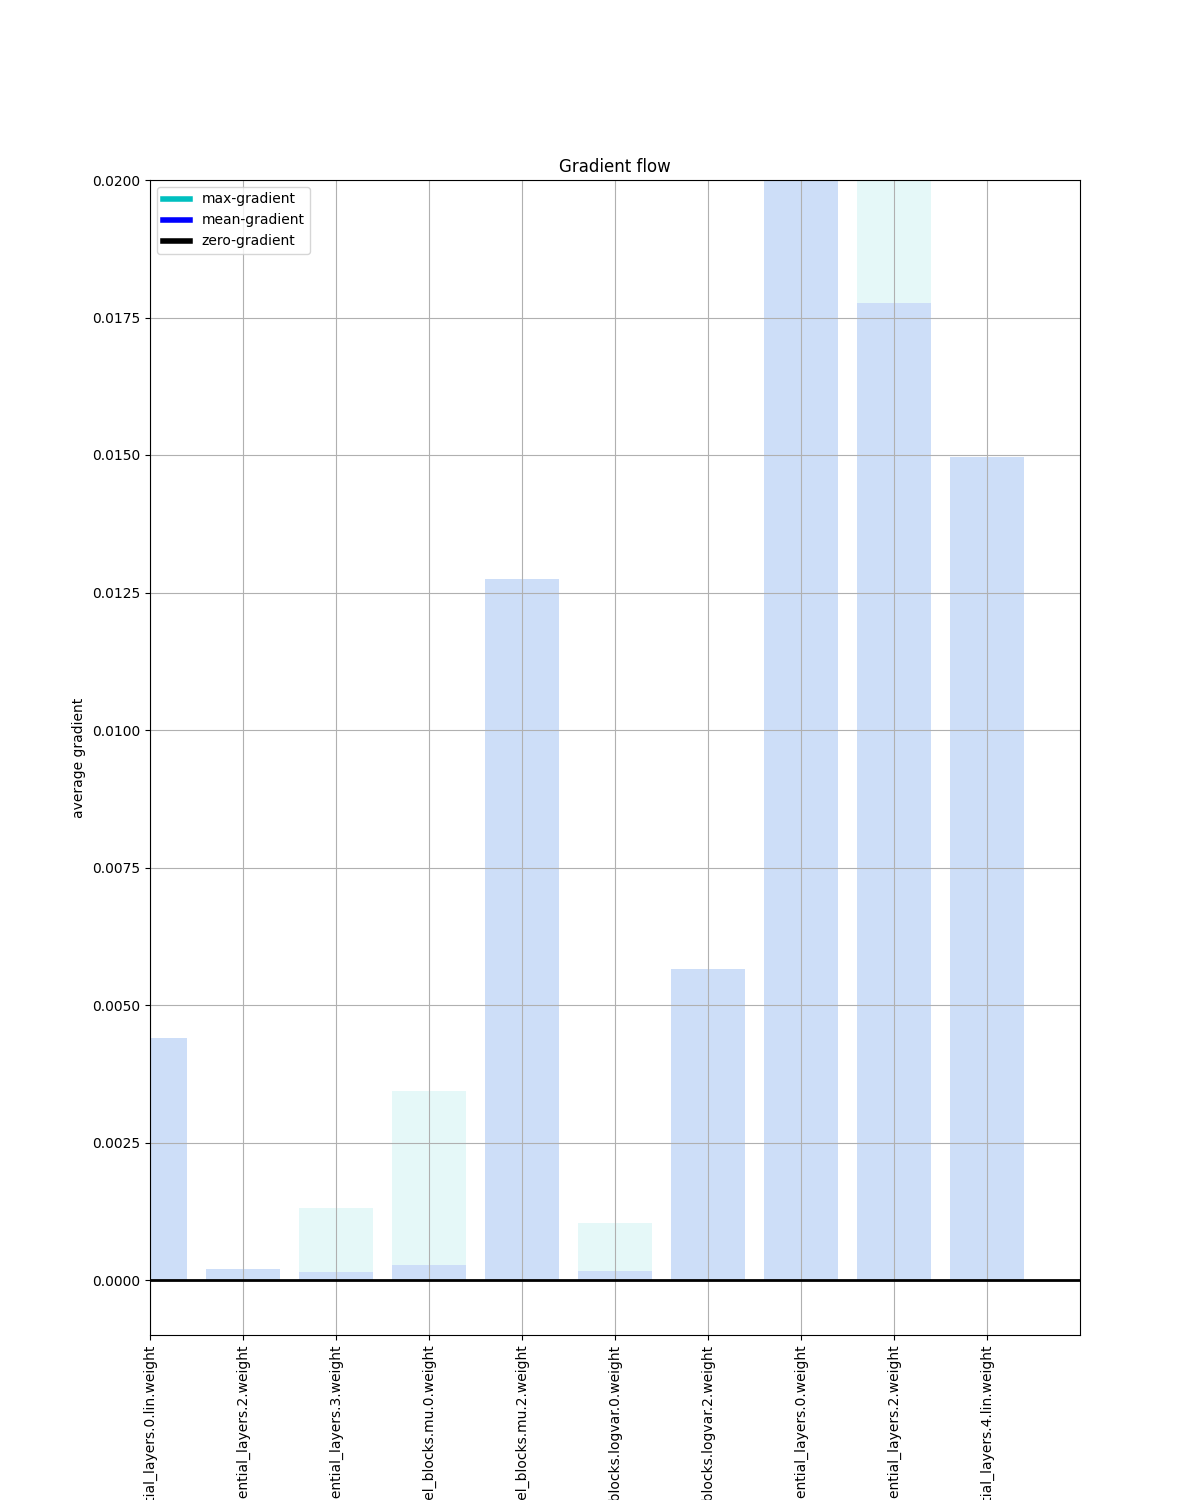 Gradient flow
max-gradient
mean-gradient
zero-gradient
0.0200
0.0175
0.0150
0.0125
0.0100
0.0075
0.0050
0.0025
0.0000
average gradient
tial_layers.0.lin.weight
ential_layers.2.weight
ential_layers.3.weight
el_blocks.mu.0.weight
el_blocks.mu.2.weight
blocks.logvar.0.weight
blocks.logvar.2.weight
ential_layers.0.weight
ential_layers.2.weight
tial_layers.4.lin.weight